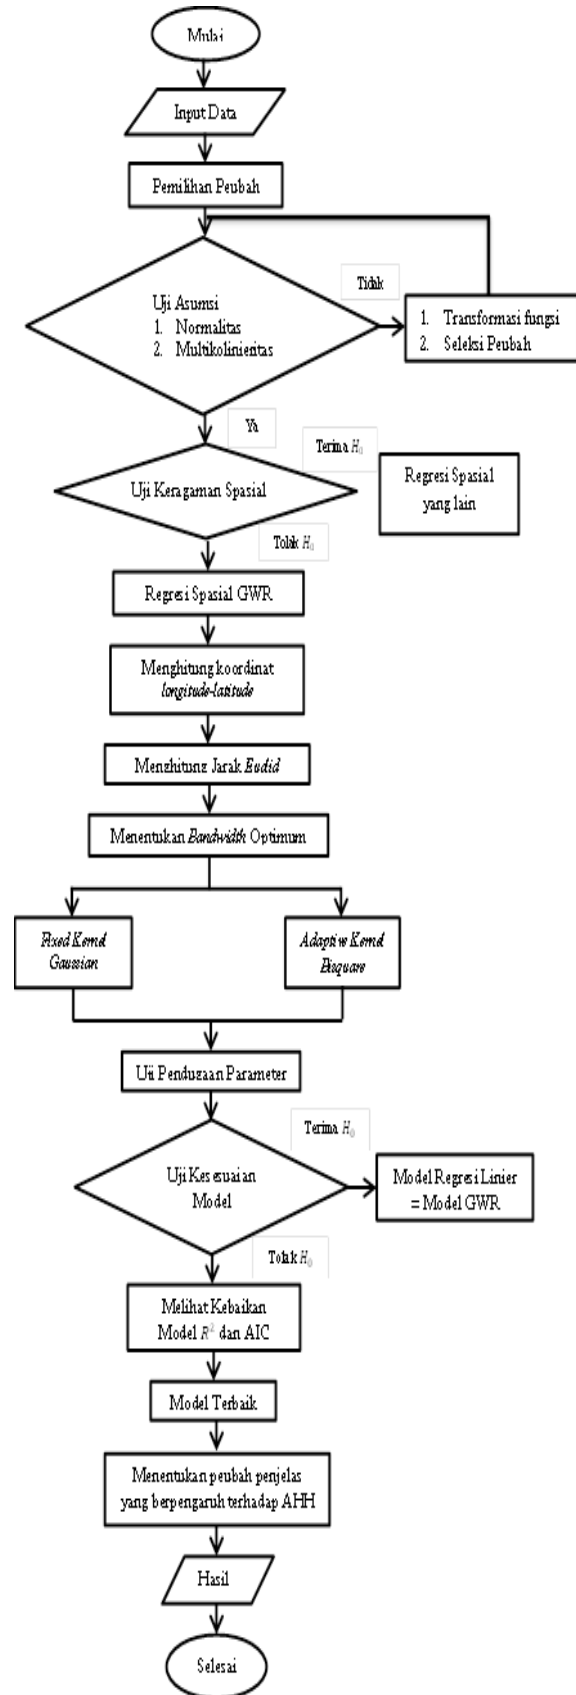 Mulai
Input Data
Pemilihan Peubah
Uji Asumsi
1. Normalitas
2. Multikolinieritas
Tidak
1. Transformasi fungsi
2. Seleksi Peubah
Ya
Terima H₀
Uji Keragaman Spasial
Regresi Spasial
yang lain
Tolak H₀
Regresi Spasial GWR
Menghitung koordinat
longitude-latitude
Menghitung Jarak Euclid
Menentukan Bandwidth Optimum
Fixed Kernel
Gaussian
Adaptive Kernel
Bisquare
Uji Pendugaan Parameter
Terima H₀
Uji Kesesuaian
Model
Model Regresi Linier
= Model GWR
Tolak H₀
Melihat Kebaikan
Model R² dan AIC
Model Terbaik
Menentukan peubah penjelas
yang berpengaruh terhadap AHH
Hasil
Selesai